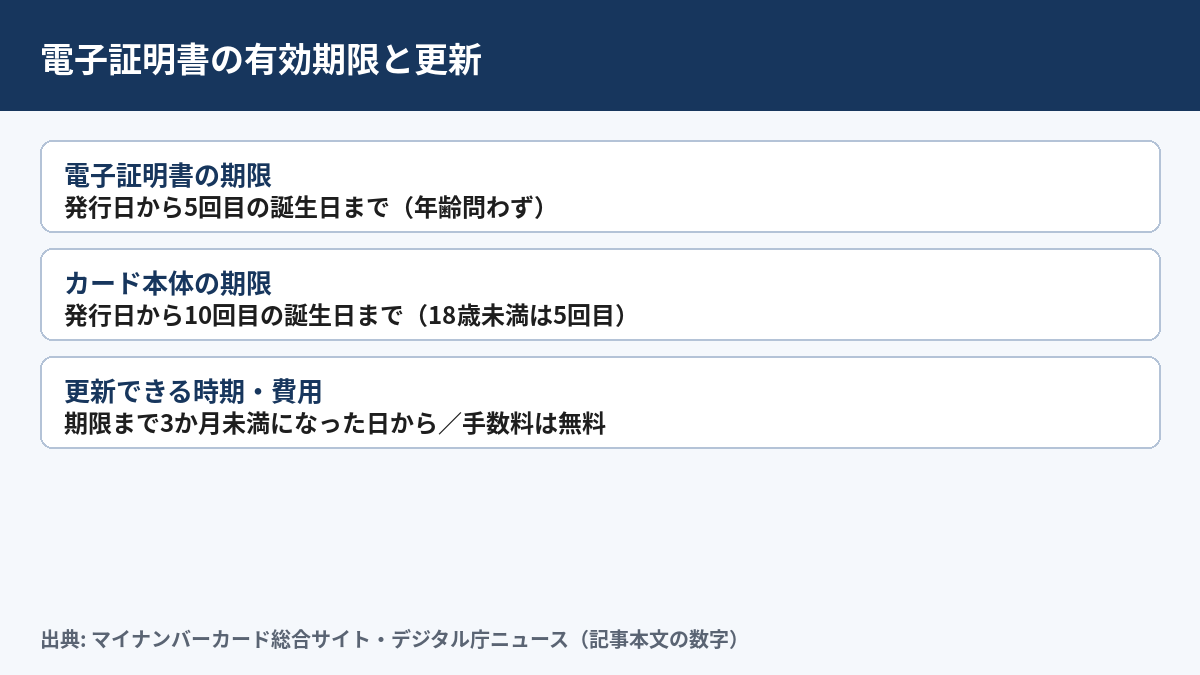 電子証明書の有効期限と更新
電子証明書の期限
発行日から5回目の誕生日まで（年齢問わず）
カード本体の期限
発行日から10回目の誕生日まで（18歳未満は5回目）
更新できる時期・費用
期限まで3か月未満になった日から／手数料は無料
出典: マイナンバーカード総合サイト・デジタル庁ニュース（記事本文の数字）